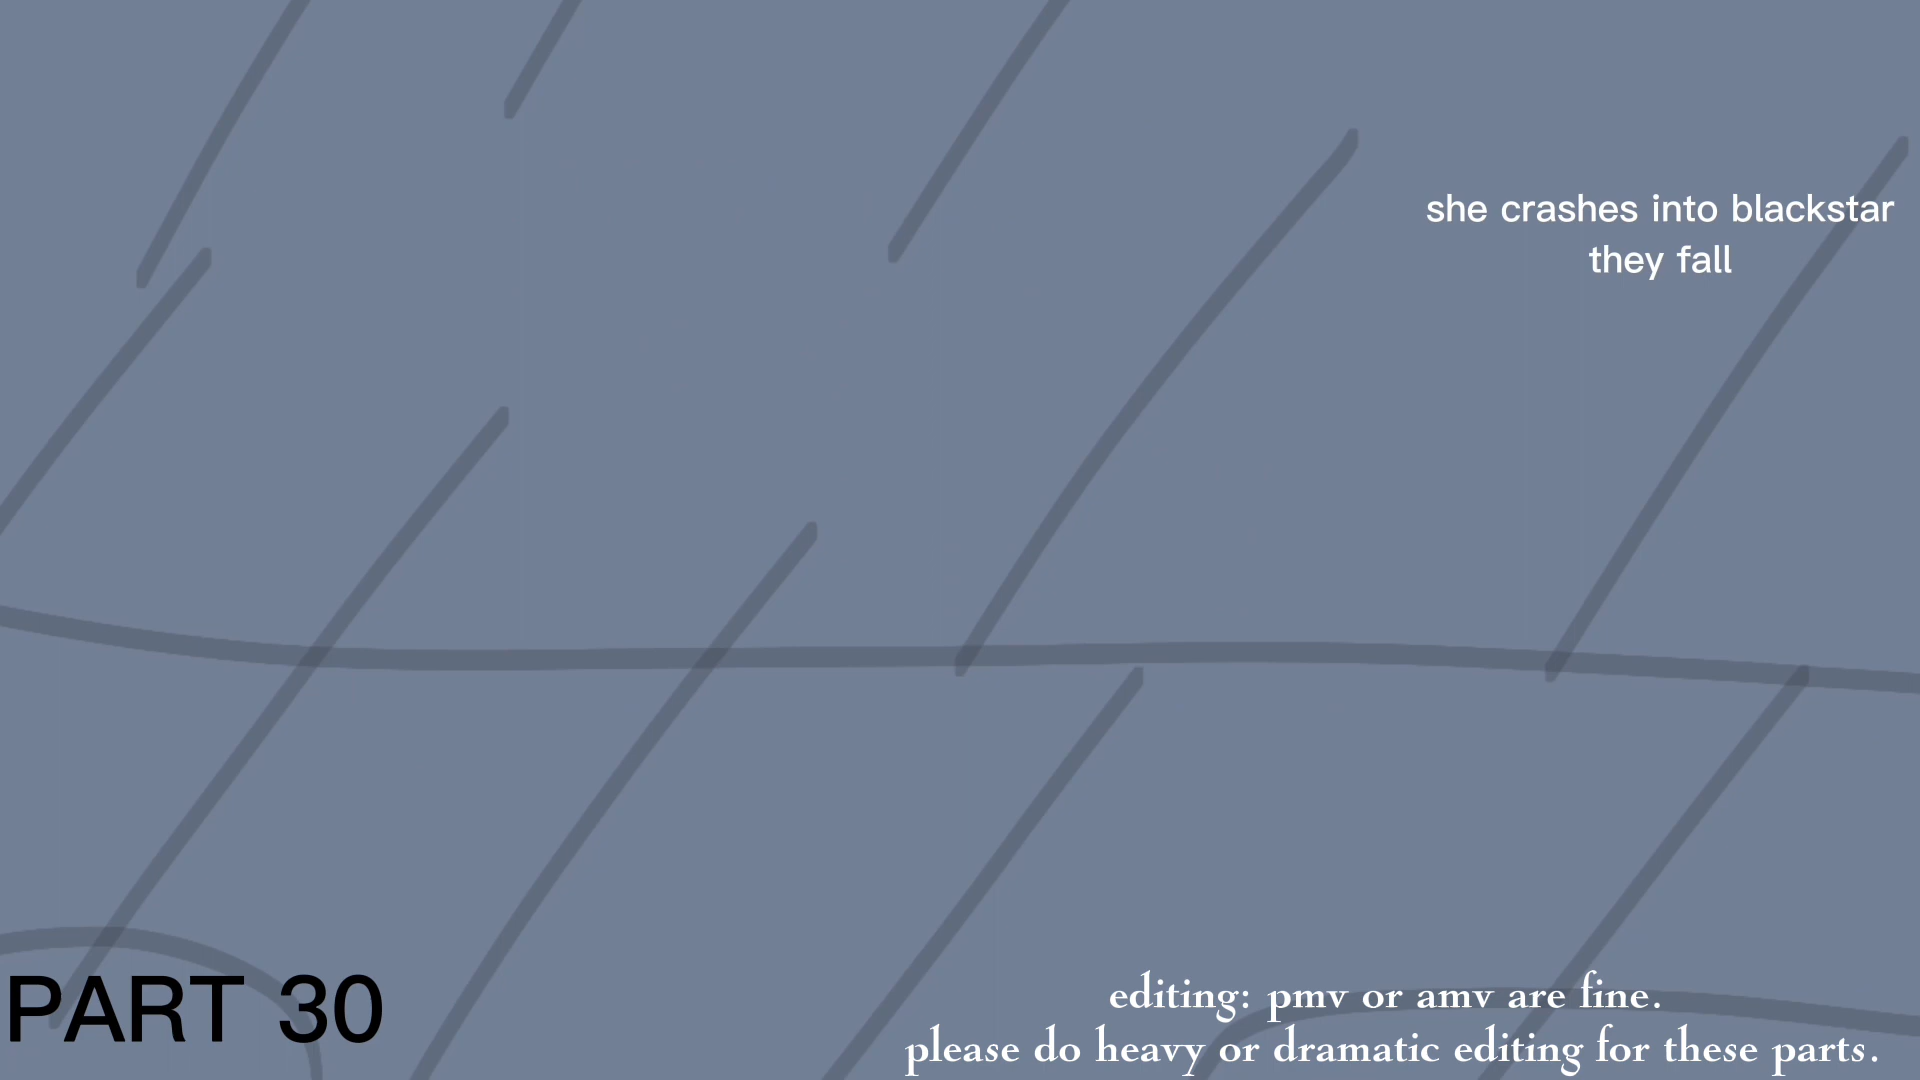 she crashes into blackstar
they fall
PART 30
editing: pmv or amv are fine.
please do heavy or dramatic editing for these parts.